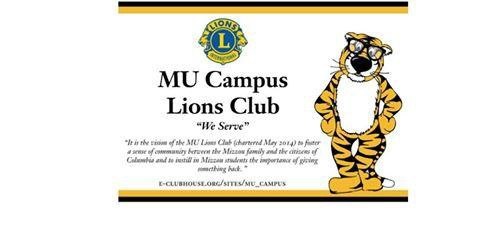 LIONS
L
INTERNATIONAL
MU Campus
Lions Club
“We Serve”
“It is the vision of the MU Lions Club (chartered May 2014) to foster
a sense of community between the Mizzou family and the citizens of
Columbia and to instill in Mizzou students the importance of giving
something back. ”
E-CLUBHOUSE.ORG/SITES/MU_CAMPUS